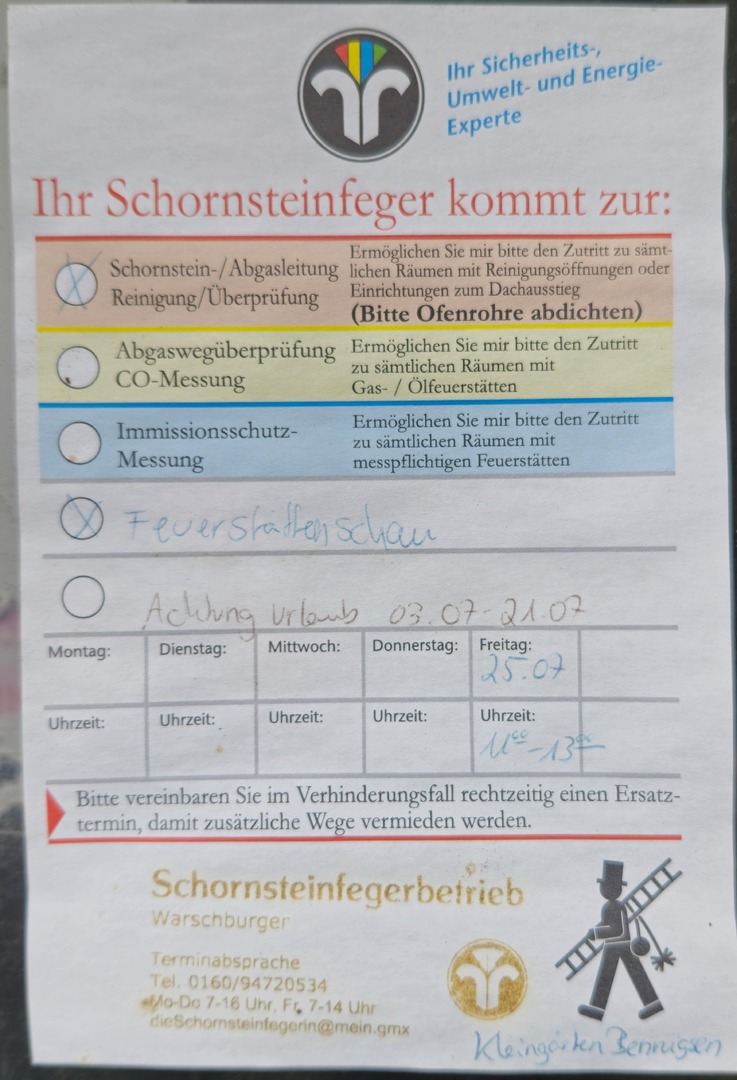 Ihr Sicherheits-,
Umwelt- und Energie-
Experte
Ihr Schornsteinfeger kommt zur:
X Schornstein-/Abgasleitung
Reinigung/Überprüfung
Ermöglichen Sie mir bitte den Zutritt zu sämt-
lichen Räumen mit Reinigungsöffnungen oder
Einrichtungen zum Dachausstieg
(Bitte Ofenrohre abdichten)
Abgaswegüberprüfung
CO-Messung
Ermöglichen Sie mir bitte den Zutritt
zu sämtlichen Räumen mit
Gas- / Ölfeuerstätten
Immissionsschutz-
Messung
Ermöglichen Sie mir bitte den Zutritt
zu sämtlichen Räumen mit
messpflichtigen Feuerstätten
X Feuerstättenschau
Achtung Urlaub 03.07-21.07
Montag: Dienstag: Mittwoch: Donnerstag: Freitag:
25.07
Uhrzeit: Uhrzeit: Uhrzeit: Uhrzeit: Uhrzeit:
11⁰⁰-13⁰⁰
Bitte vereinbaren Sie im Verhinderungsfall rechtzeitig einen Ersatz-
termin, damit zusätzliche Wege vermieden werden.
Schornsteinfegerbetrieb
Warschburger
Terminabsprache
Tel. 0160/94720534
Mo-Do 7-16 Uhr, Fr. 7-14 Uhr
dieSchornsteinfegerin@mein.gmx
Kleingärten Bennigsen